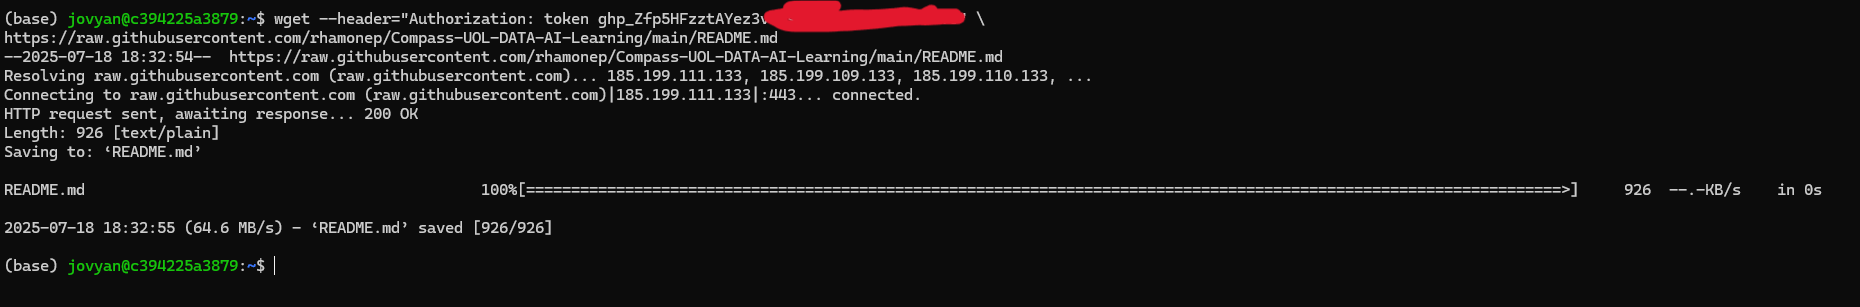 (base) jovyan@c394225a3879:~$ wget --header="Authorization: token \
https://raw.githubusercontent.com/rhamonep/Compass-UOL-DATA-AI-Learning/main/README.md
--2025-07-18 18:32:54--  https://raw.githubusercontent.com/rhamonep/Compass-UOL-DATA-AI-Learning/main/README.md
Resolving raw.githubusercontent.com (raw.githubusercontent.com)... 185.199.111.133, 185.199.109.133, 185.199.110.133, ...
Connecting to raw.githubusercontent.com (raw.githubusercontent.com)|185.199.111.133|:443... connected.
HTTP request sent, awaiting response... 200 OK
Length: 926 [text/plain]
Saving to: ‘README.md’
README.md 100%[===================================================================================================================>] 926 --.-KB/s in 0s
2025-07-18 18:32:55 (64.6 MB/s) - ‘README.md’ saved [926/926]
(base) jovyan@c394225a3879:~$